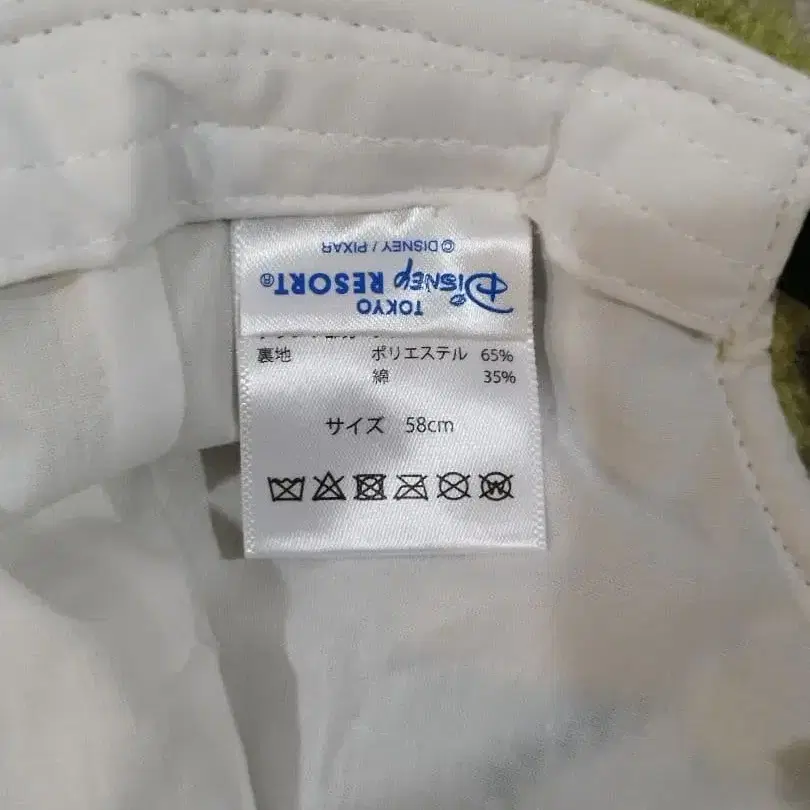 TOKYO
DISNEY RESORT®
© DISNEY / PIXAR
裏地 ポリエステル 65%
綿 35%
サイズ 58cm
W